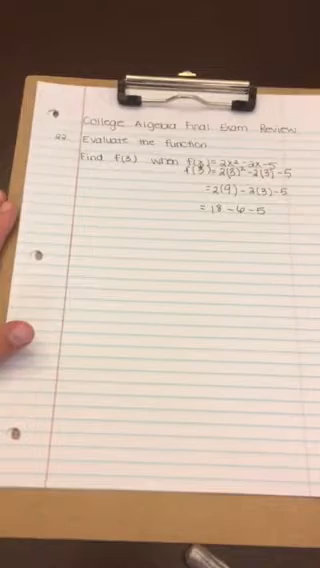 College Algebra Final Exam Review
22. Evaluate the function
Find f(3) when f(x) = 2x² - 2x - 5
f(3) = 2(3)² - 2(3) - 5
= 2(9) - 2(3) - 5
= 18 - 6 - 5